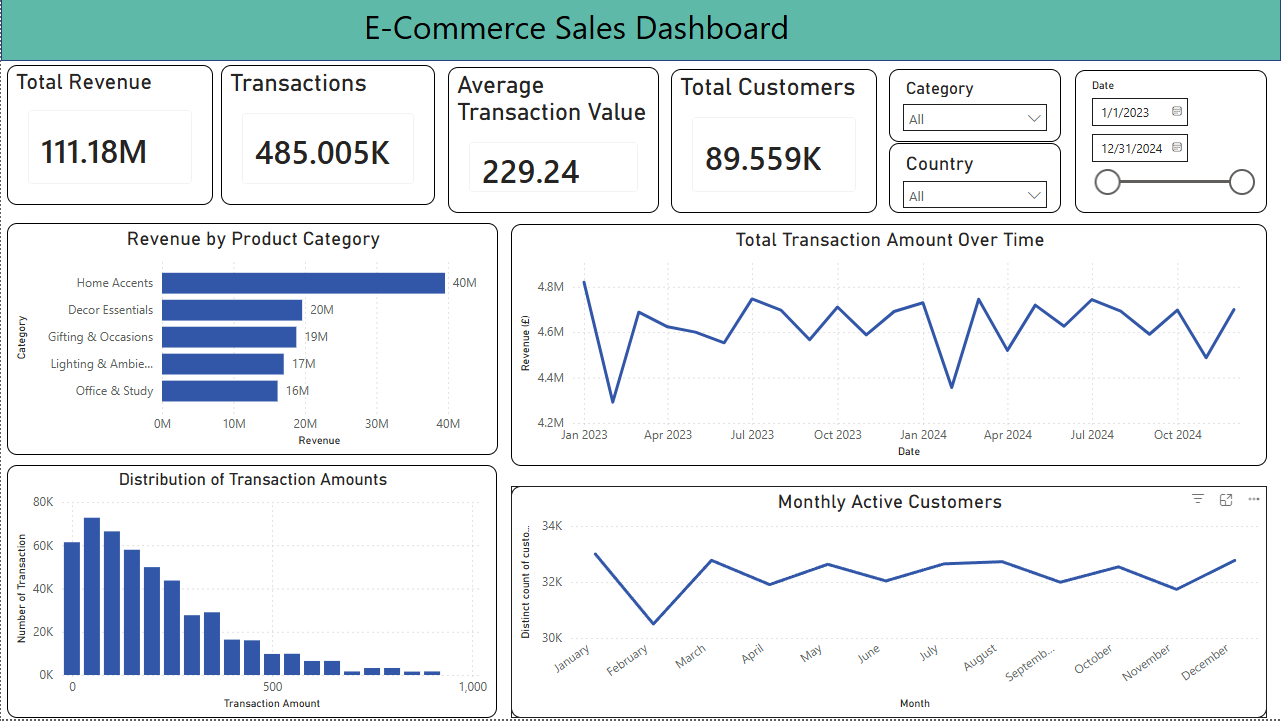 E-Commerce Sales Dashboard
Total Revenue
111.18M
Transactions
485.005K
Average
Transaction Value
229.24
Total Customers
89.559K
Category
All
Country
All
Date
1/1/2023
12/31/2024
Revenue by Product Category
Category
Home Accents
40M
Decor Essentials
20M
Gifting & Occasions
19M
Lighting & Ambie...
17M
Office & Study
16M
0M 10M 20M 30M 40M
Revenue
Total Transaction Amount Over Time
Revenue (£)
4.8M
4.6M
4.4M
4.2M
Jan 2023 Apr 2023 Jul 2023 Oct 2023 Jan 2024 Apr 2024 Jul 2024 Oct 2024
Date
Distribution of Transaction Amounts
Number of Transaction
80K
60K
40K
20K
0K
0 500 1,000
Transaction Amount
Monthly Active Customers
Distinct count of custo...
34K
32K
30K
January February March April May June July August Septemb... October November December
Month